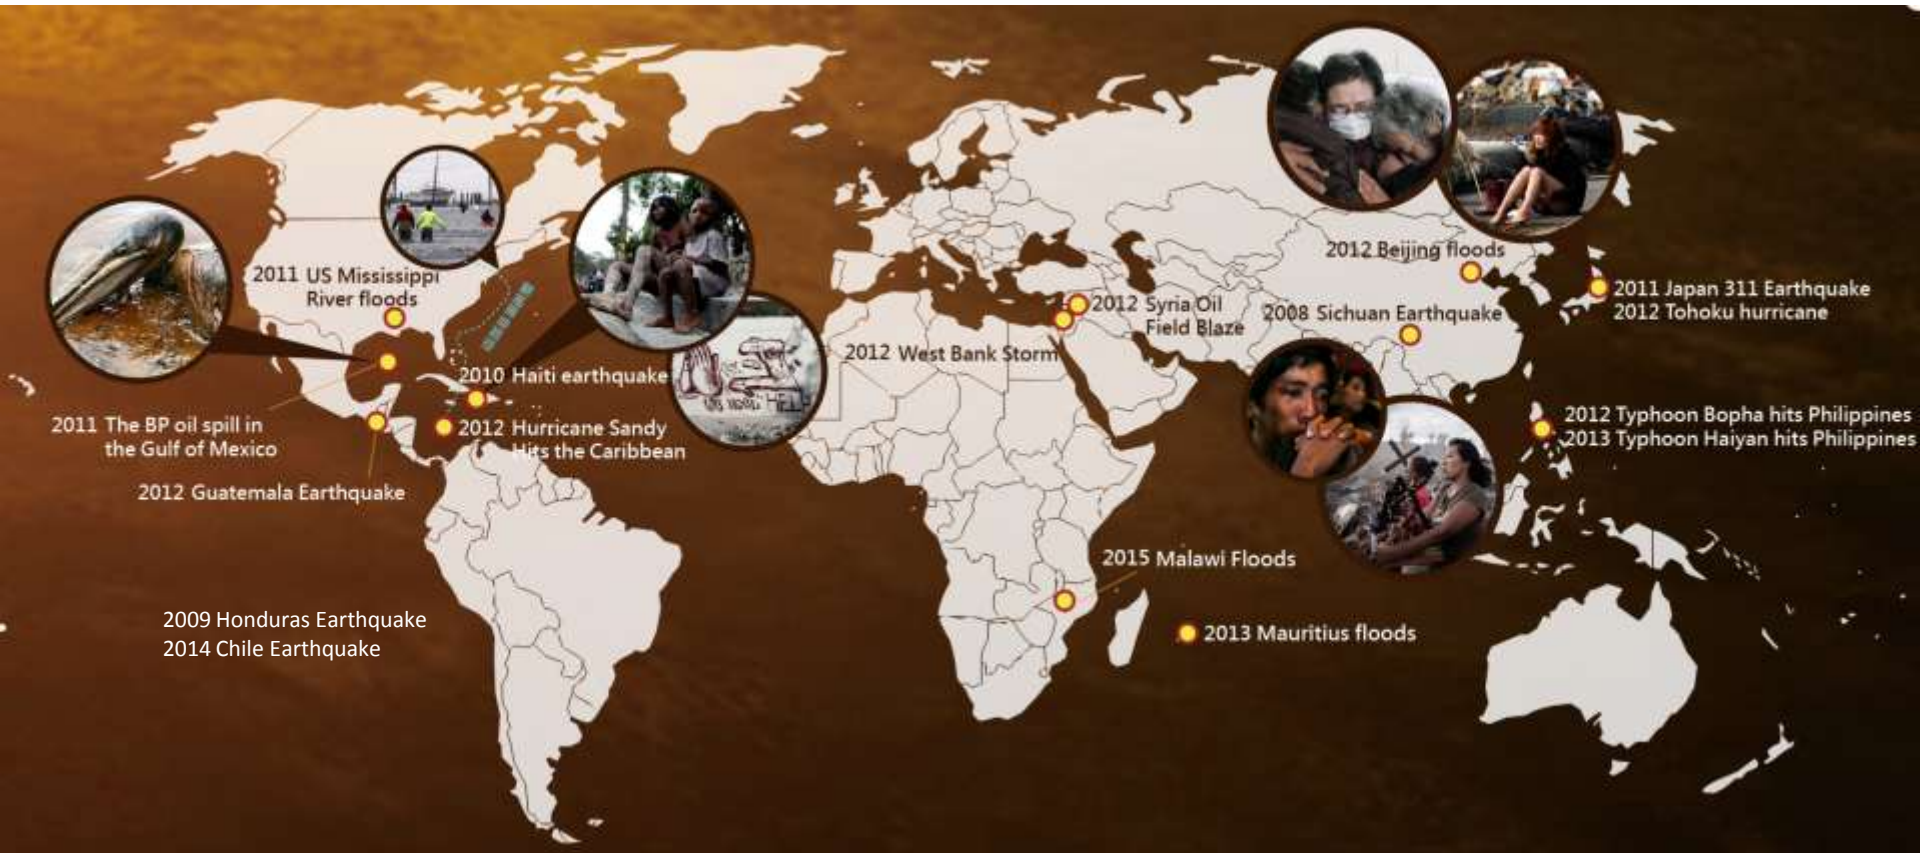 2011 US Mississippi
River floods
2010 Haiti earthquake
2011 The BP oil spill in
the Gulf of Mexico
2012 Hurricane Sandy
Hits the Caribbean
2012 Guatemala Earthquake
2009 Honduras Earthquake
2014 Chile Earthquake
2012 Beijing floods
2011 Japan 311 Earthquake
2012 Tohoku hurricane
2012 Syria Oil
Field Blaze
2008 Sichuan Earthquake
2012 West Bank Storm
2012 Typhoon Bopha hits Philippines
2013 Typhoon Haiyan hits Philippines
2015 Malawi Floods
2013 Mauritius floods